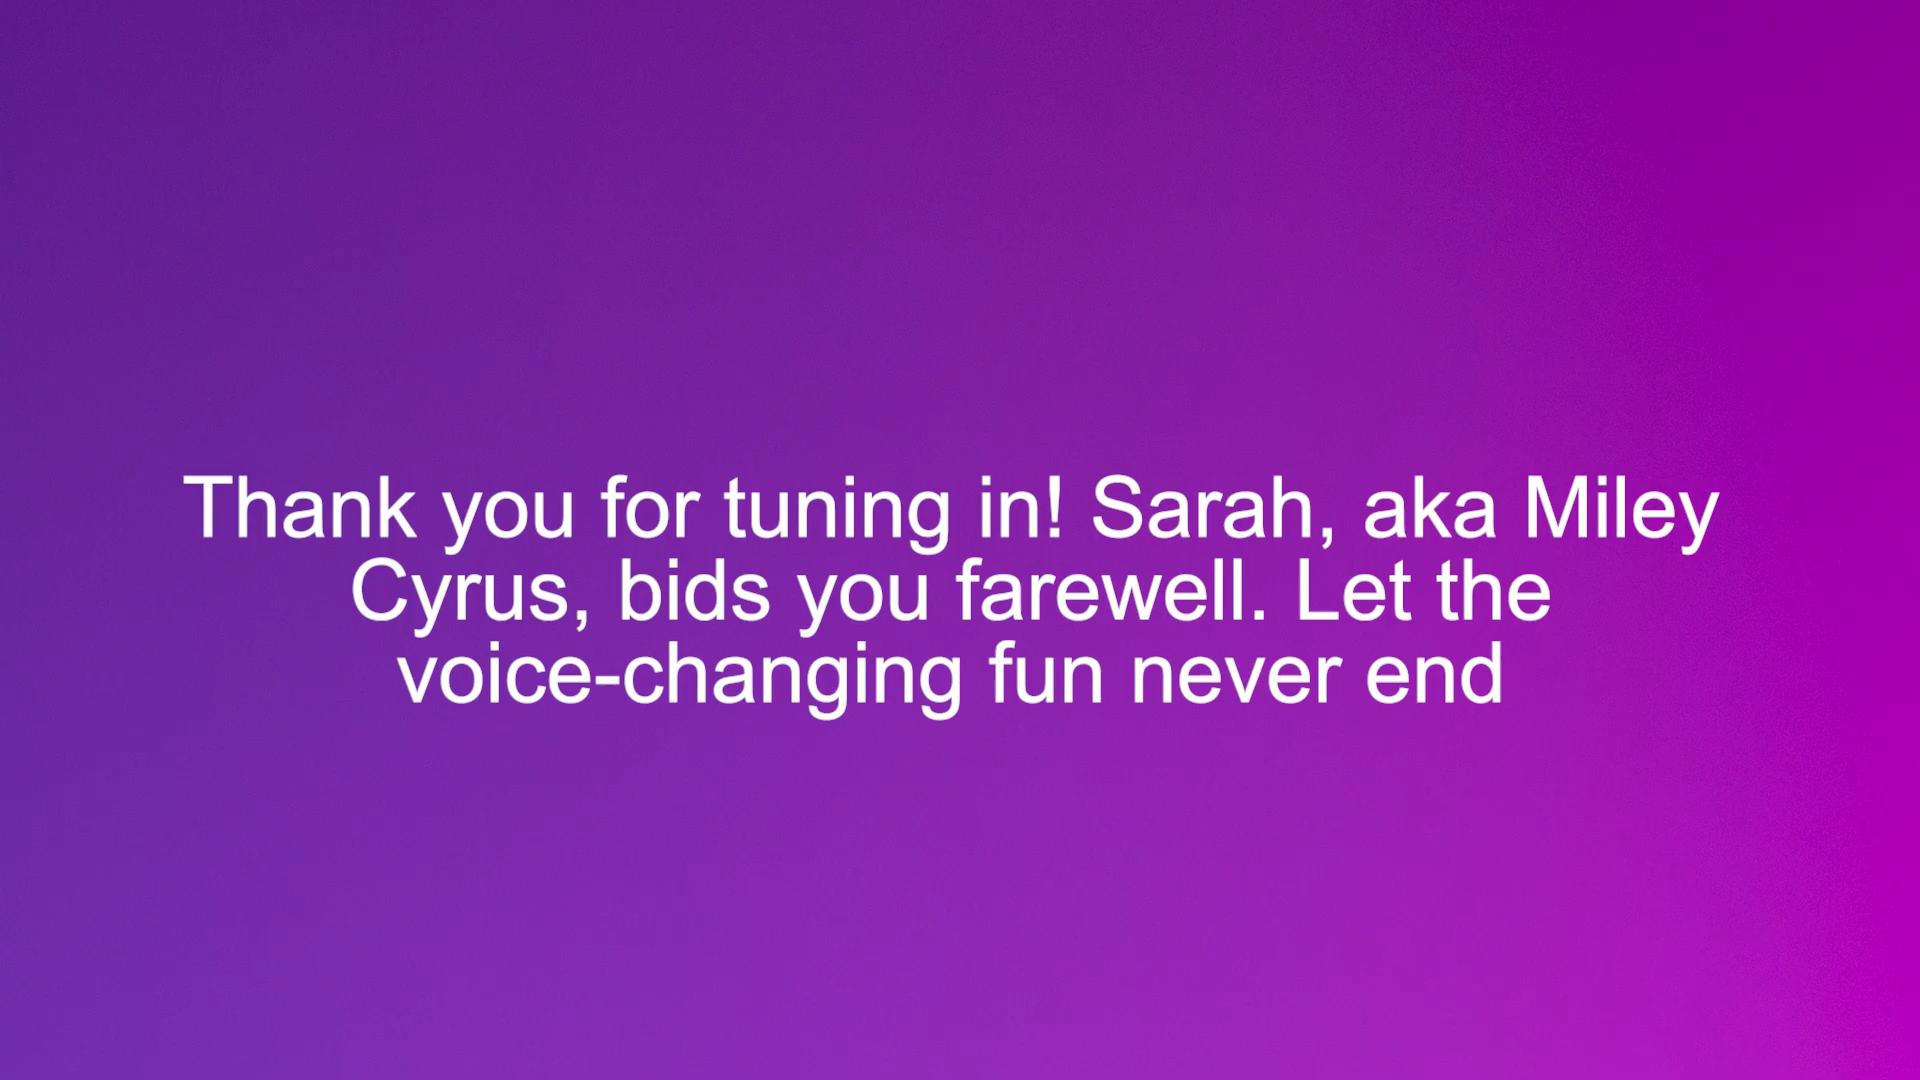 Thank you for tuning in! Sarah, aka Miley
Cyrus, bids you farewell. Let the
voice-changing fun never end